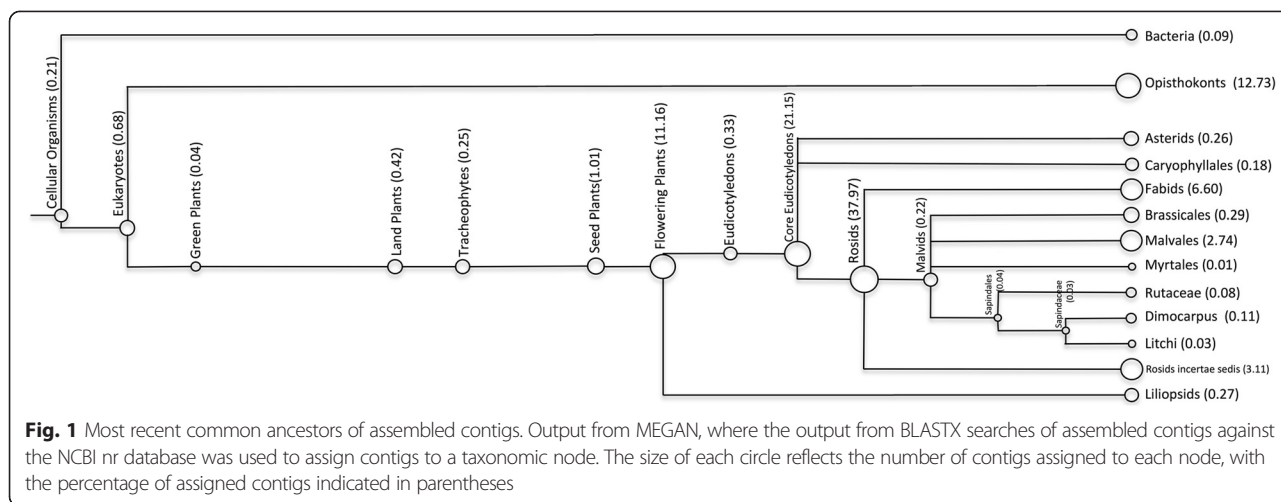 Bacteria (0.09)
Opisthokonts (12.73)
Asterids (0.26)
Caryophyllales (0.18)
Fabids (6.60)
Brassicales (0.29)
Malvales (2.74)
Myrtales (0.01)
Rutaceae (0.08)
Dimocarpus (0.11)
Litchi (0.03)
Rosids incertae sedis (3.11)
Liliopsids (0.27)
Cellular Organisms (0.21)
Eukaryotes (0.68)
Green Plants (0.04)
Land Plants (0.42)
Tracheophytes (0.25)
Seed Plants(1.01)
Flowering Plants (11.16)
Eudicotyledons (0.33)
Core Eudicotyledons (21.15)
Rosids (37.97)
Malvids (0.22)
Sapindales (0.04)
Sapindaceae (0.03)
Fig. 1 Most recent common ancestors of assembled contigs. Output from MEGAN, where the output from BLASTX searches of assembled contigs against
the NCBI nr database was used to assign contigs to a taxonomic node. The size of each circle reflects the number of contigs assigned to each node, with
the percentage of assigned contigs indicated in parentheses